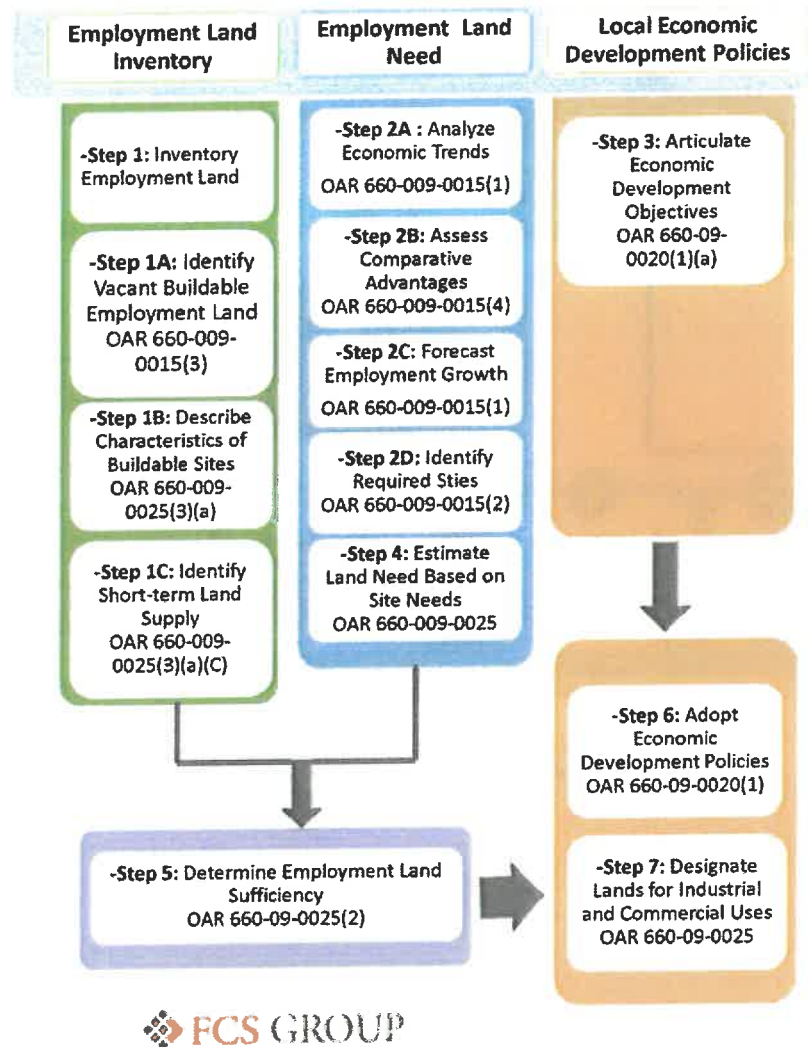 Employment Land
Inventory
Employment Land
Need
Local Economic
Development Policies
-Step 1: Inventory
Employment Land
-Step 1A: Identify
Vacant Buildable
Employment Land
OAR 660-009-
0015(3)
-Step 1B: Describe
Characteristics of
Buildable Sites
OAR 660-009-
0025(3)(a)
-Step 1C: Identify
Short-term Land
Supply
OAR 660-009-
0025(3)(a)(C)
-Step 2A : Analyze
Economic Trends
OAR 660-009-0015(1)
-Step 2B: Assess
Comparative
Advantages
OAR 660-009-0015(4)
-Step 2C: Forecast
Employment Growth
OAR 660-009-0015(1)
-Step 2D: Identify
Required Sties
OAR 660-009-0015(2)
-Step 4: Estimate
Land Need Based on
Site Needs
OAR 660-009-0025
-Step 3: Articulate
Economic
Development
Objectives
OAR 660-09-
0020(1)(a)
-Step 5: Determine Employment Land
Sufficiency
OAR 660-09-0025(2)
-Step 6: Adopt
Economic
Development Policies
OAR 660-09-0020(1)
-Step 7: Designate
Lands for Industrial
and Commercial Uses
OAR 660-09-0025
FCS GROUP